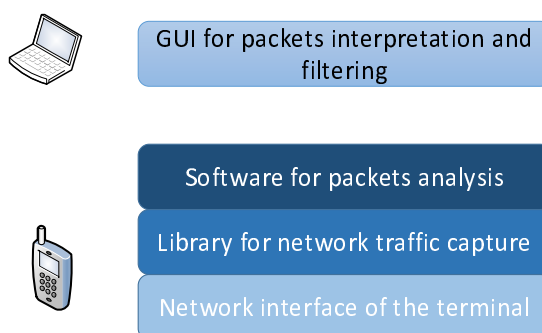 GUI for packets interpretation and
filtering
Software for packets analysis
Library for network traffic capture
Network interface of the terminal